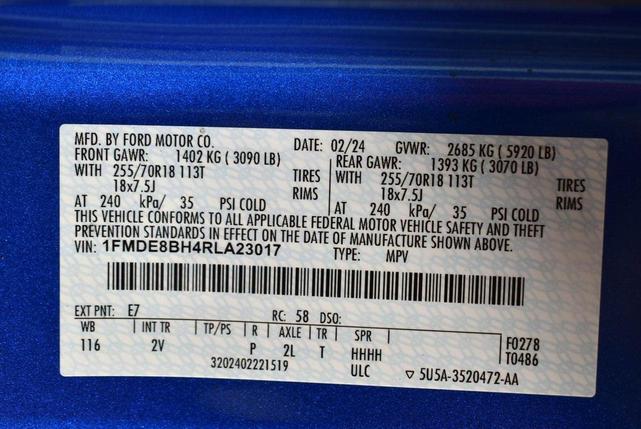 MFD. BY FORD MOTOR CO. DATE: 02/24 GVWR: 2685 KG ( 5920 LB)
FRONT GAWR: 1402 KG ( 3090 LB) REAR GAWR: 1393 KG ( 3070 LB)
WITH 255/70R18 113T TIRES WITH 255/70R18 113T TIRES
18x7.5J RIMS 18x7.5J RIMS
AT 240 kPa/ 35 PSI COLD AT 240 kPa/ 35 PSI COLD
THIS VEHICLE CONFORMS TO ALL APPLICABLE FEDERAL MOTOR VEHICLE SAFETY AND THEFT
PREVENTION STANDARDS IN EFFECT ON THE DATE OF MANUFACTURE SHOWN ABOVE.
VIN: 1FMDE8BH4RLA23017 TYPE: MPV
EXT PNT: E7 RC: 58 DSO:
WB INT TR TP/PS R AXLE TR SPR F0278
116 2V P 2L T HHHH T0486
3202402221519 ULC ▽ 5U5A-3520472-AA